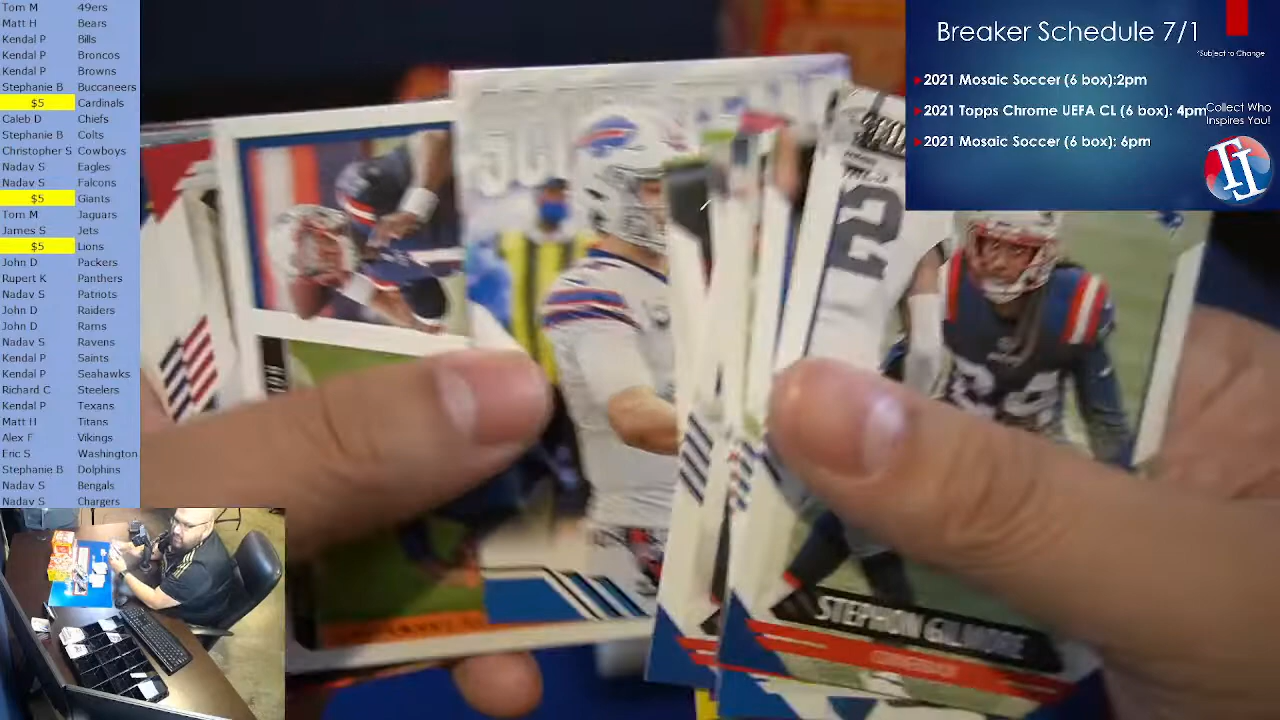 Tom M 49ers
Matt H Bears
Kendal P Bills
Kendal P Broncos
Kendal P Browns
Stephanie B Buccaneers
$5 Cardinals
Caleb D Chiefs
Stephanie B Colts
Christopher S Cowboys
Nadav S Eagles
Nadav S Falcons
$5 Giants
Tom M Jaguars
James S Jets
$5 Lions
John D Packers
Rupert K Panthers
Nadav S Patriots
John D Raiders
John D Rams
Nadav S Ravens
Kendal P Saints
Kendal P Seahawks
Richard C Steelers
Kendal P Texans
Matt H Titans
Alex F Vikings
Eric S Washington
Stephanie B Dolphins
Nadav S Bengals
Nadav S Chargers
Breaker Schedule 7/1
*Subject to Change
2021 Mosaic Soccer (6 box):2pm
2021 Topps Chrome UEFA CL (6 box): 4pm
2021 Mosaic Soccer (6 box): 6pm
Collect Who
Inspires You!
2
STEPHON GILMORE